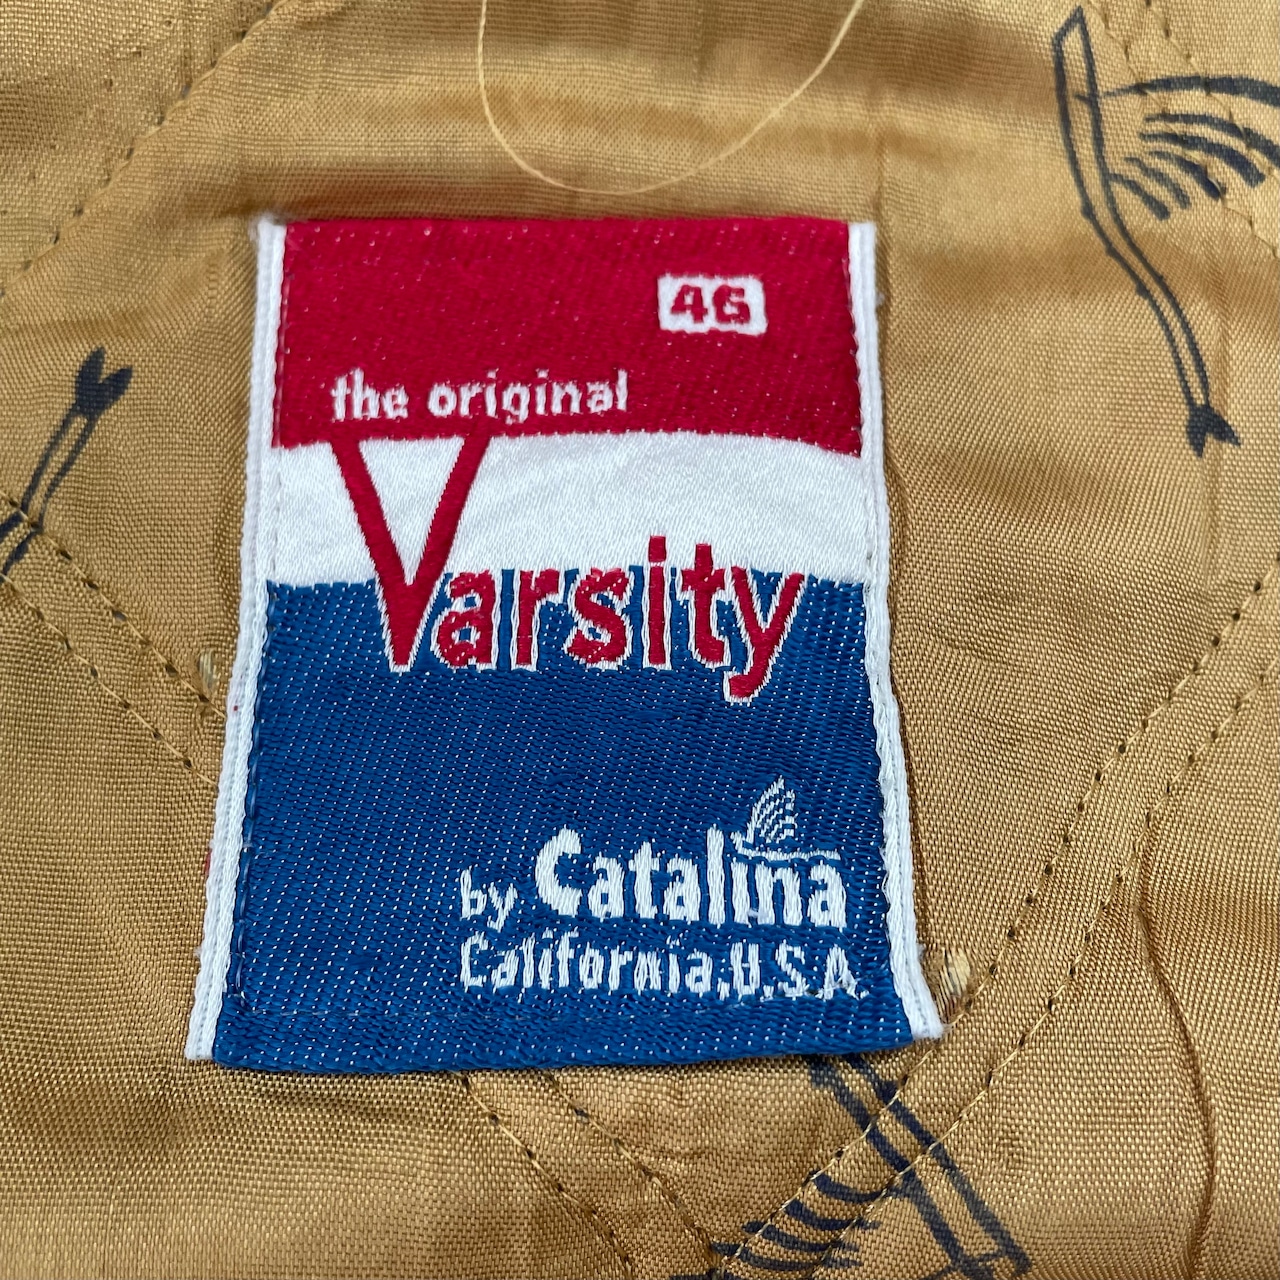 46
the original
Varsity
by Catalina
California, U.S.A.